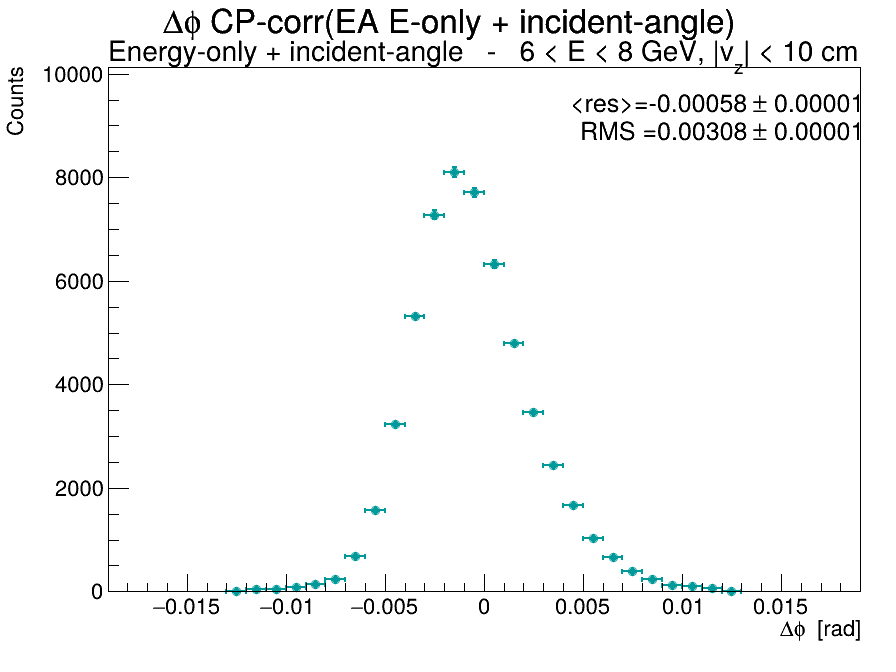 Δϕ CP-corr(EA E-only + incident-angle)
Energy-only + incident-angle - 6 < E < 8 GeV, |v_z| < 10 cm
Counts
<res>=-0.00058 ± 0.00001
RMS =0.00308 ± 0.00001
10000
8000
6000
4000
2000
0
−0.015 −0.01 −0.005 0 0.005 0.01 0.015
Δϕ [rad]